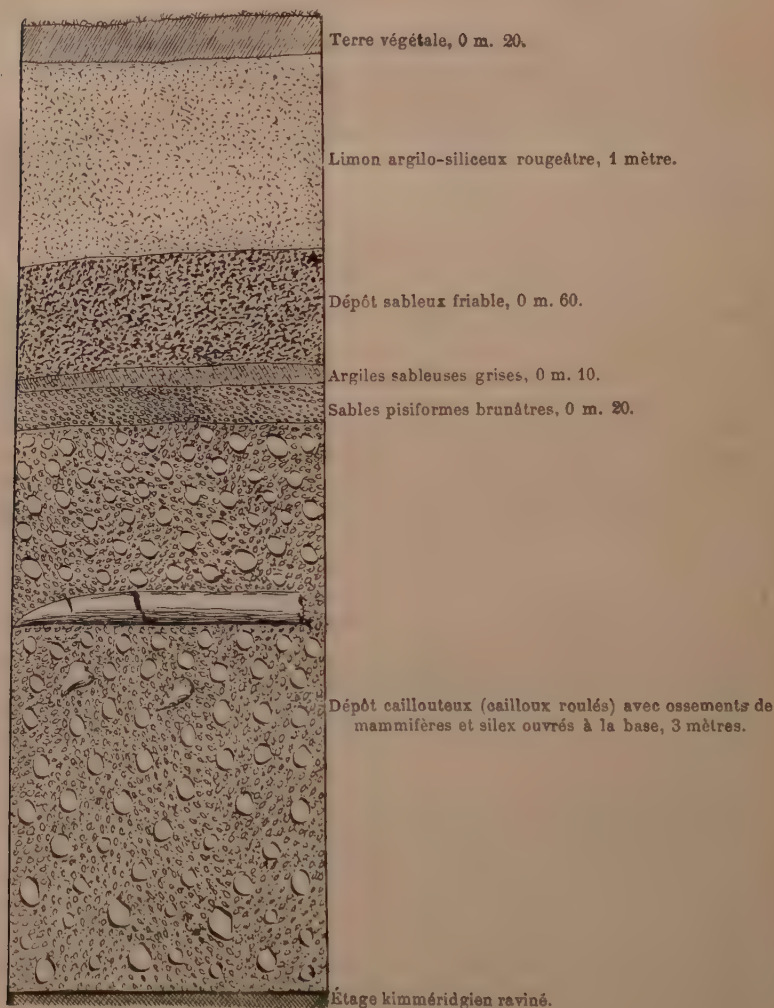 Terre végétale, 0 m. 20.
Limon argilo-siliceux rougeâtre, 1 mètre.
Dépôt sableux friable, 0 m. 60.
Argiles sableuses grises, 0 m. 10.
Sables pisiformes brunâtres, 0 m. 20.
Dépôt caillouteux (cailloux roulés) avec ossements de
mammifères et silex ouvrés à la base, 3 mètres.
Étage kimméridgien raviné.